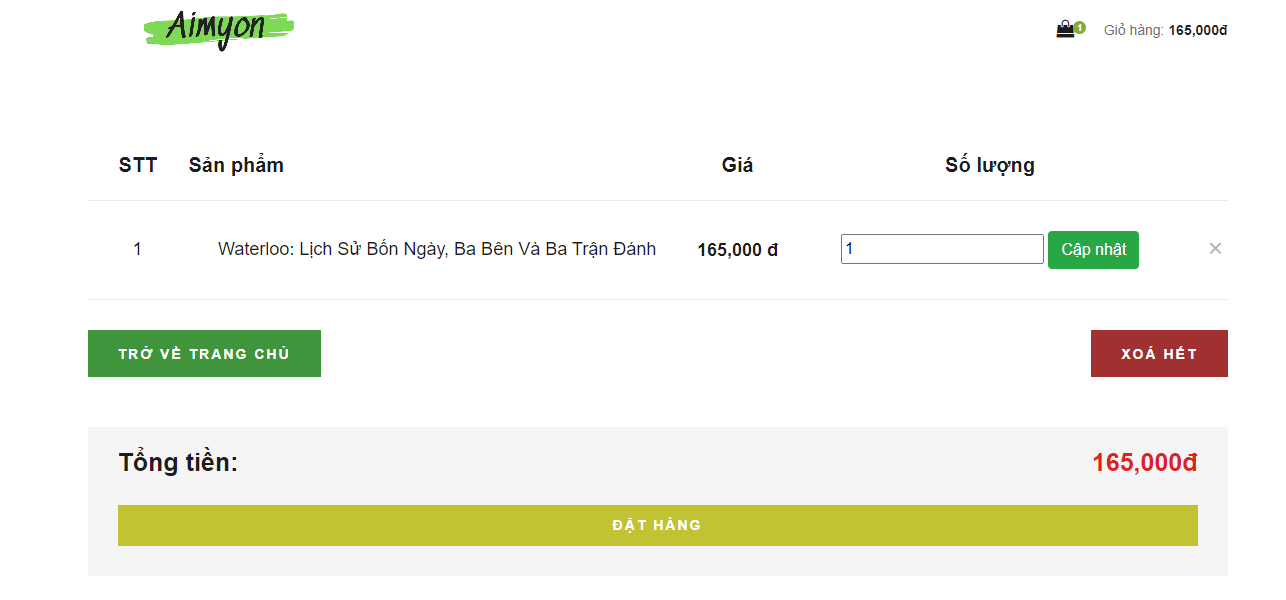 Aimyon
1 Giỏ hàng: 165,000đ
STT Sản phẩm Giá Số lượng
1 Waterloo: Lịch Sử Bốn Ngày, Ba Bên Và Ba Trận Đánh 165,000 đ 1 Cập nhật ×
TRỞ VỀ TRANG CHỦ XOÁ HẾT
Tổng tiền: 165,000đ
ĐẶT HÀNG